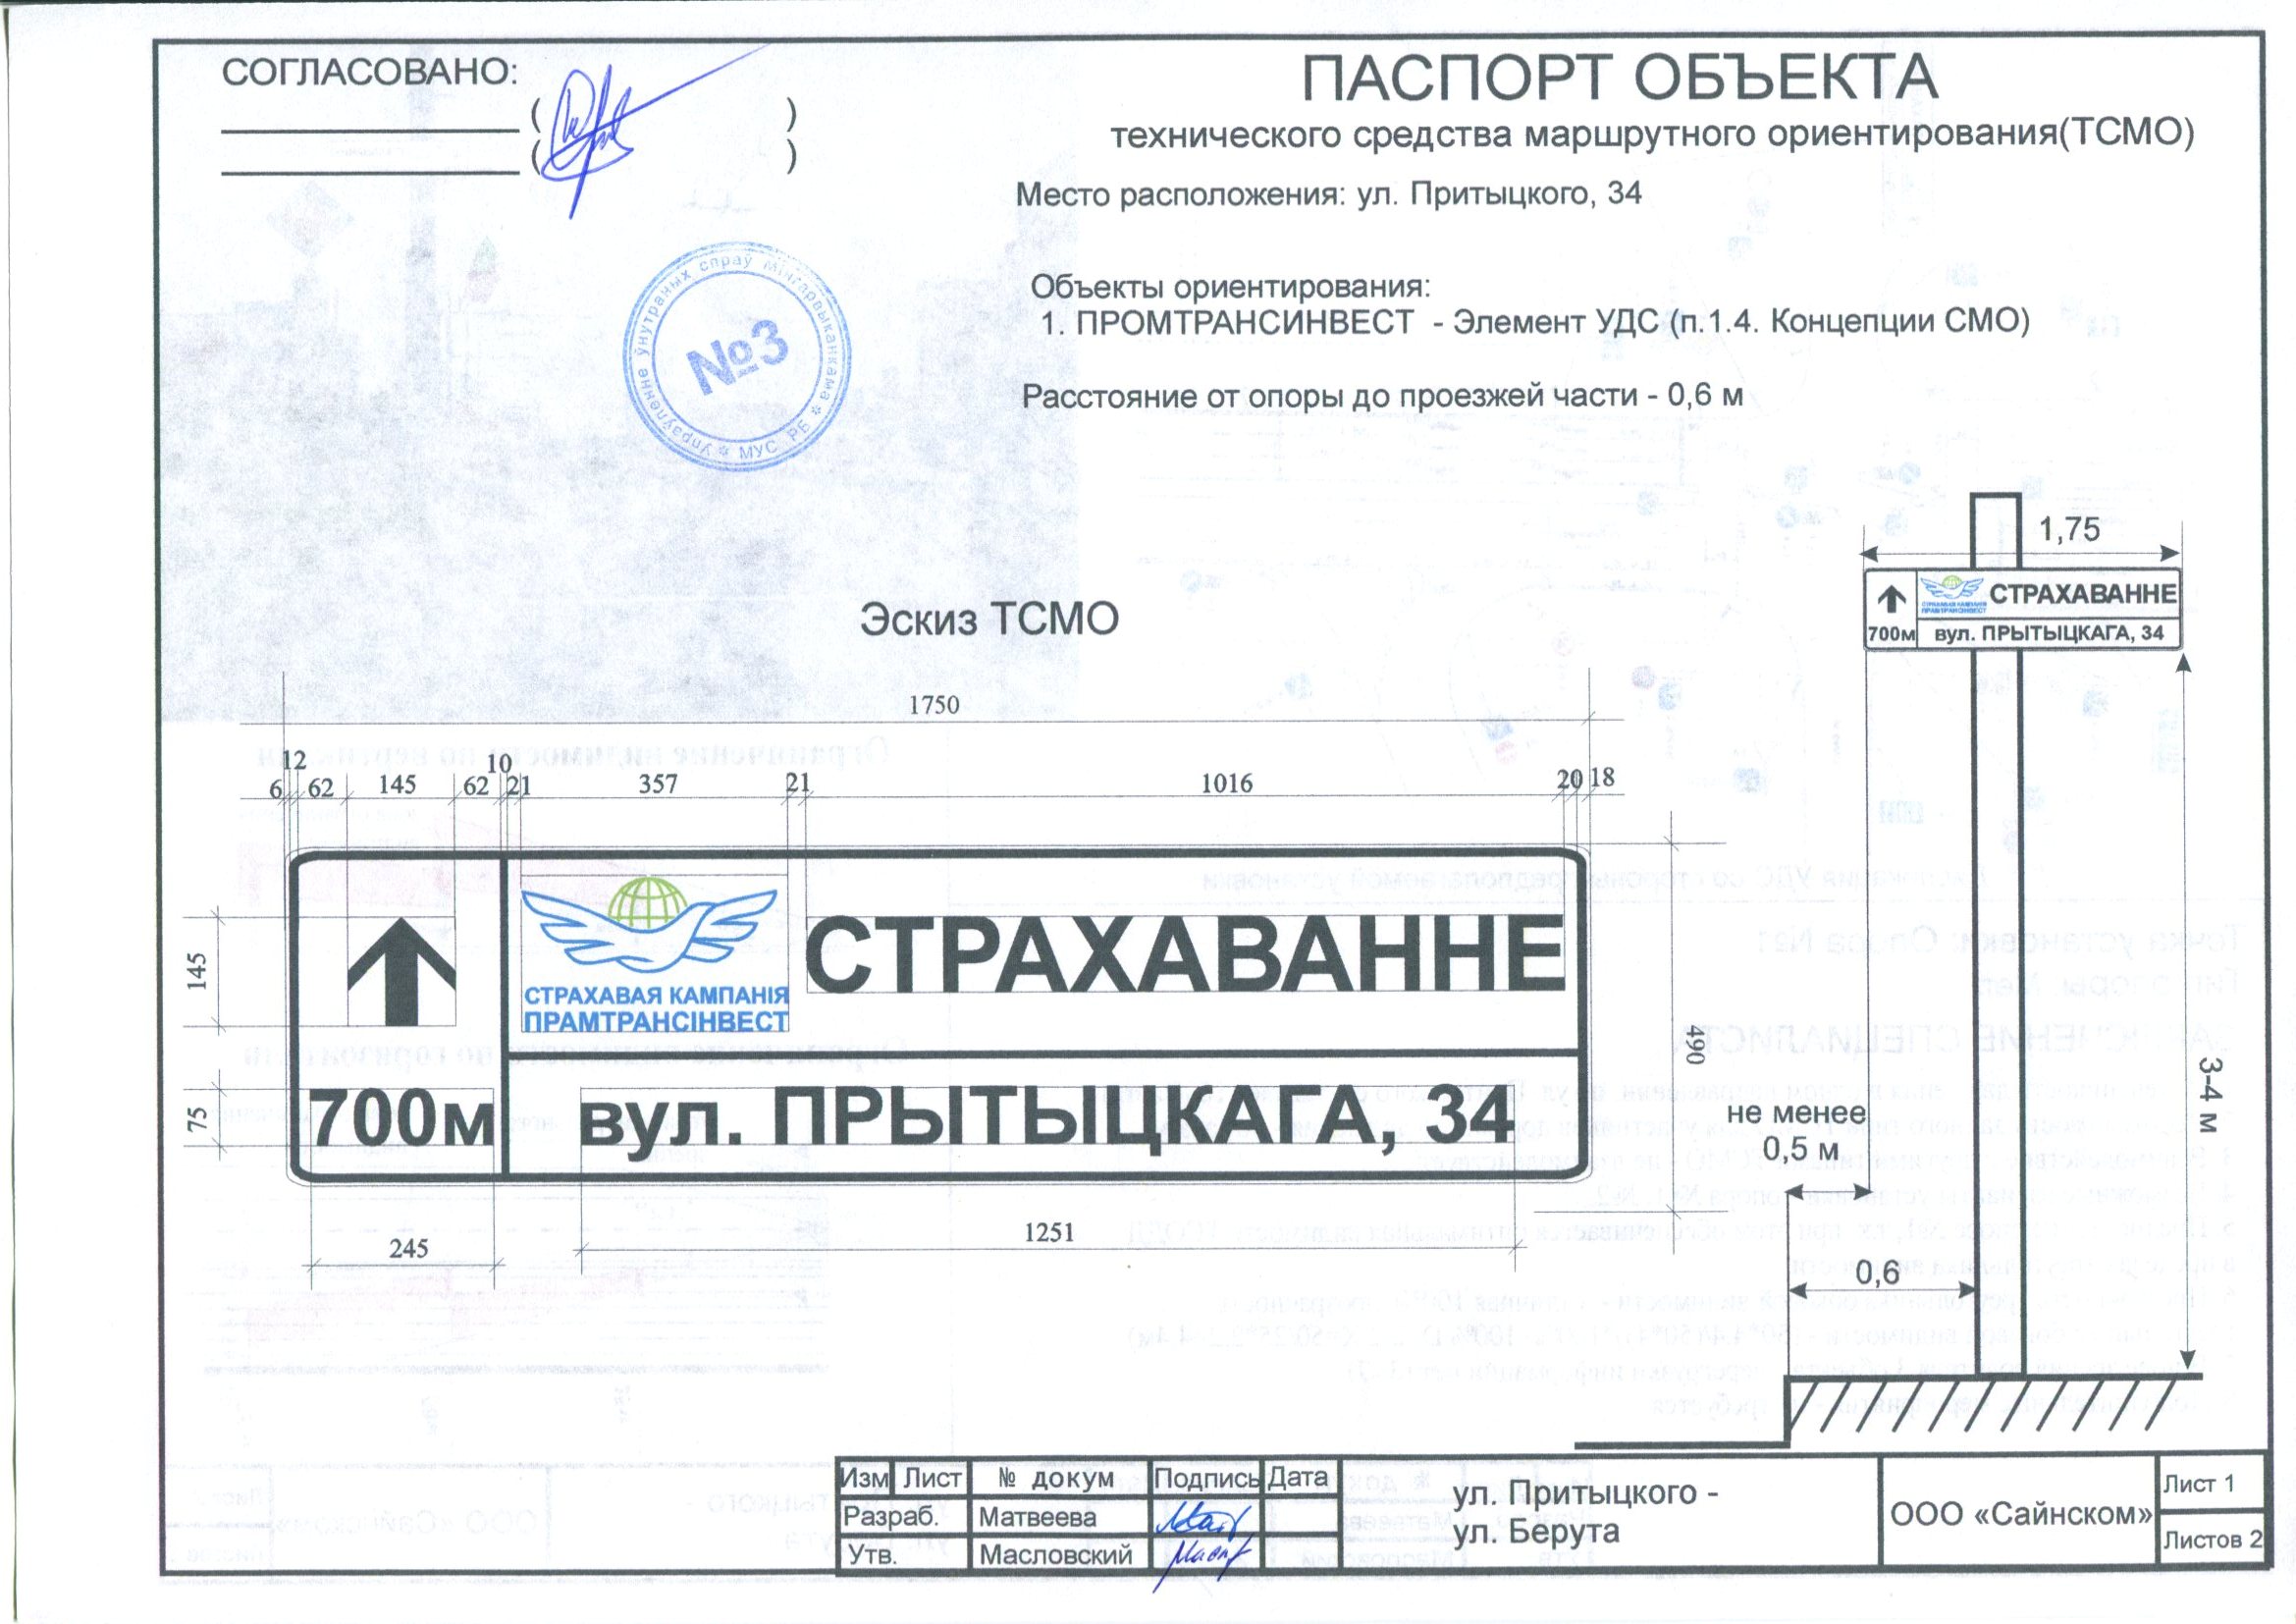 СОГЛАСОВАНО:
( )
( )
ПАСПОРТ ОБЪЕКТА
технического средства маршрутного ориентирования(ТСМО)
Место расположения: ул. Притыцкого, 34
Объекты ориентирования:
1. ПРОМТРАНСИНВЕСТ - Элемент УДС (п.1.4. Концепции СМО)
Расстояние от опоры до проезжей части - 0,6 м
Упраўленне ўнутраных спраў Мінгарвыканкама * МУС РБ *
№3
1,75
СТРАХАВАННЕ
СТРАХАВАЯ КАМПАНІЯ
ПРАМТРАНСІНВЕСТ
700м
вул. ПРЫТЫЦКАГА, 34
Эскиз ТСМО
1750
12
10
6 62 145 62 21 357 21 1016 20 18
145
СТРАХАВАННЕ
СТРАХАВАЯ КАМПАНІЯ
ПРАМТРАНСІНВЕСТ
490
75
700м
вул. ПРЫТЫЦКАГА, 34
245
1251
3-4 м
не менее
0,5 м
0,6
Изм Лист № докум Подпись Дата
Разраб. Матвеева
Утв. Масловский
ул. Притыцкого -
ул. Берута
ООО «Сайнском»
Лист 1
Листов 2